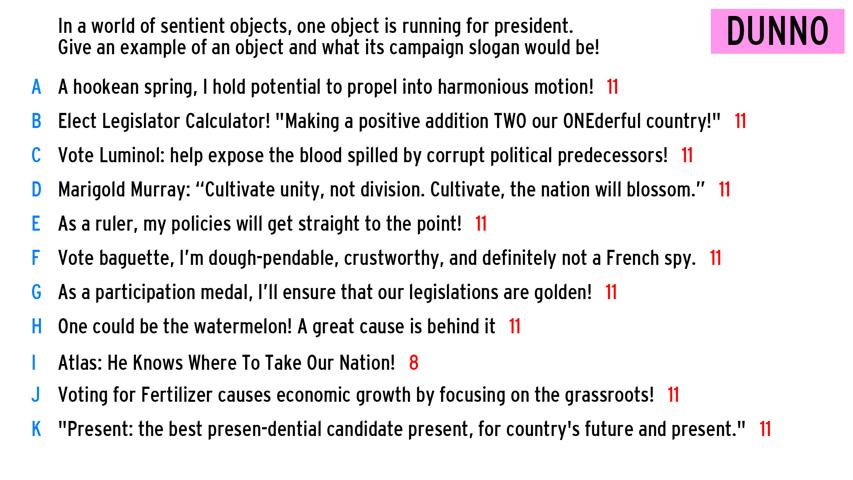 In a world of sentient objects, one object is running for president.
Give an example of an object and what its campaign slogan would be!
DUNNO
A A hookean spring, I hold potential to propel into harmonious motion! 11
B Elect Legislator Calculator! "Making a positive addition TWO our ONEderful country!" 11
C Vote Luminol: help expose the blood spilled by corrupt political predecessors! 11
D Marigold Murray: “Cultivate unity, not division. Cultivate, the nation will blossom.” 11
E As a ruler, my policies will get straight to the point! 11
F Vote baguette, I’m dough-pendable, crustworthy, and definitely not a French spy. 11
G As a participation medal, I’ll ensure that our legislations are golden! 11
H One could be the watermelon! A great cause is behind it 11
I Atlas: He Knows Where To Take Our Nation! 8
J Voting for Fertilizer causes economic growth by focusing on the grassroots! 11
K "Present: the best presen-dential candidate present, for country's future and present." 11